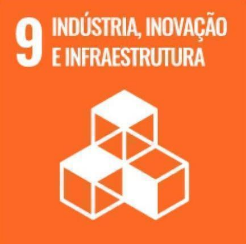 9 INDÚSTRIA, INOVAÇÃO
E INFRAESTRUTURA